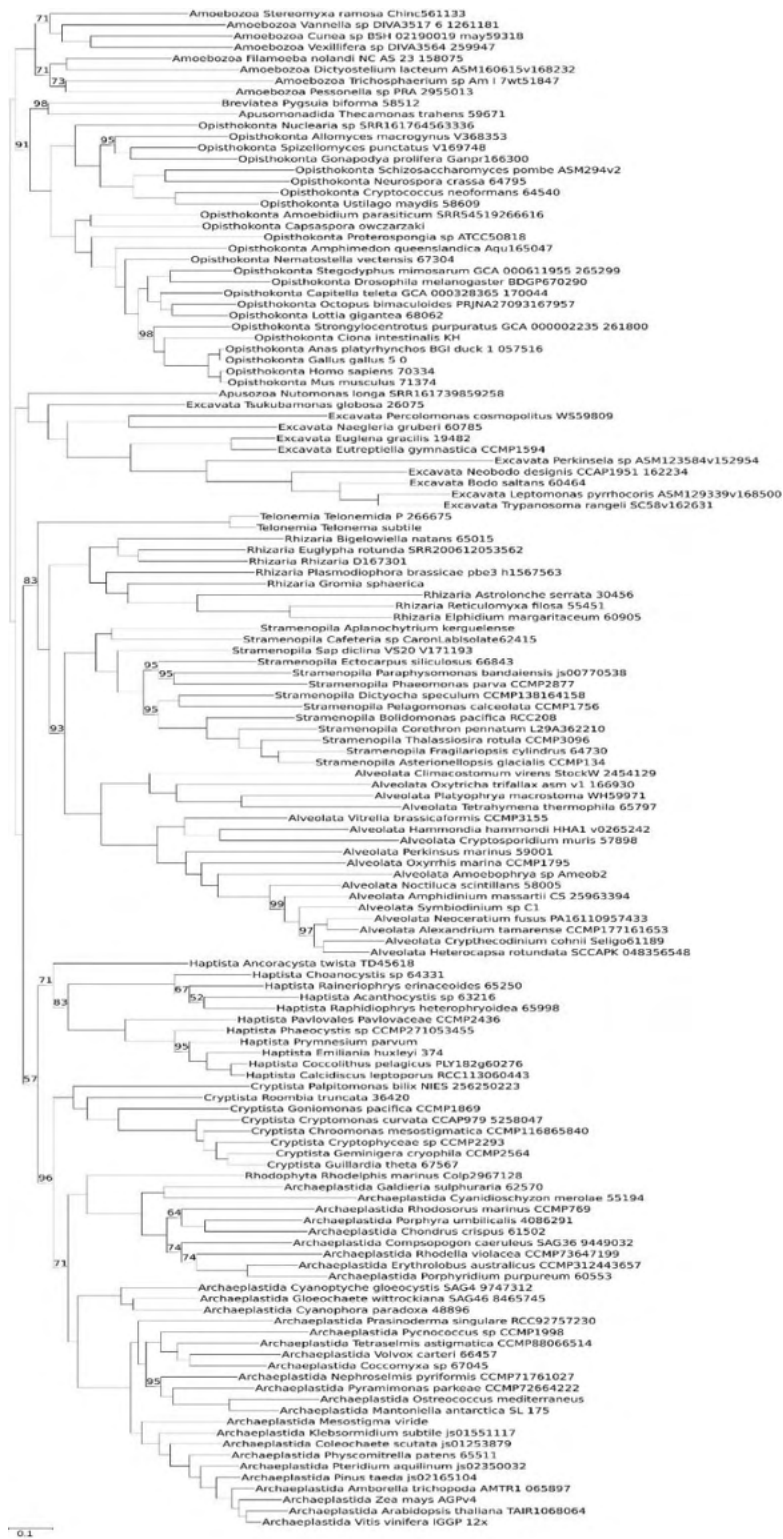 Amoebozoa Stereomyxa ramosa Chinc561133
71
Amoebozoa Vannella sp DIVA3517 6 1261181
Amoebozoa Cunea sp BSH 02190019 may59318
Amoebozoa Vexillifera sp DIVA3564 259947
Amoebozoa Filamoeba nolandi NC AS 23 158075
71
Amoebozoa Dictyostelium lacteum ASM160615v168232
73
Amoebozoa Trichosphaerium sp Am I 7wt51847
Amoebozoa Pessonella sp PRA 2955013
98
Breviatea Pygsuia biforma 58512
Apusomonadida Thecamonas trahens 59671
Opisthokonta Nuclearia sp SRR161764563336
95
Opisthokonta Allomyces macrogynus V368353
91
Opisthokonta Spizellomyces punctatus V169748
Opisthokonta Gonapodya prolifera Ganpr166300
Opisthokonta Schizosaccharomyces pombe ASM294v2
Opisthokonta Neurospora crassa 64795
Opisthokonta Cryptococcus neoformans 64540
Opisthokonta Ustilago maydis 58609
Opisthokonta Amoebidium parasiticum SRR54519266616
Opisthokonta Capsaspora owczarzaki
Opisthokonta Proterospongia sp ATCC50818
Opisthokonta Amphimedon queenslandica Aqu165047
Opisthokonta Nematostella vectensis 67304
Opisthokonta Stegodyphus mimosarum GCA 000611955 265299
Opisthokonta Drosophila melanogaster BDGP670290
Opisthokonta Capitella teleta GCA 000328365 170044
Opisthokonta Octopus bimaculoides PRJNA27093167957
Opisthokonta Lottia gigantea 68062
Opisthokonta Strongylocentrotus purpuratus GCA 000002235 261800
98
Opisthokonta Ciona intestinalis KH
Opisthokonta Anas platyrhynchos BGI duck 1 057516
Opisthokonta Gallus gallus 5 0
Opisthokonta Homo sapiens 70334
Opisthokonta Mus musculus 71374
Apusozoa Nutomonas longa SRR161739859258
Excavata Tsukubamonas globosa 26075
Excavata Percolomonas cosmopolitus WS59809
Excavata Naegleria gruberi 60785
Excavata Euglena gracilis 19482
Excavata Eutreptiella gymnastica CCMP1594
Excavata Perkinsela sp ASM123584v152954
Excavata Neobodo designis CCAP1951 162234
Excavata Bodo saltans 60464
Excavata Leptomonas pyrrhocoris ASM129339v168500
Excavata Trypanosoma rangeli SC58v162631
Telonemia Telonemida P 266675
Telonemia Telonema subtile
Rhizaria Bigelowiella natans 65015
Rhizaria Euglypha rotunda SRR200612053562
Rhizaria Rhizaria D167301
83
Rhizaria Plasmodiophora brassicae pbe3 h1567563
Rhizaria Gromia sphaerica
Rhizaria Astrolonche serrata 30456
Rhizaria Reticulomyxa filosa 55451
Rhizaria Elphidium margaritaceum 60905
Stramenopila Aplanochytrium kerguelense
Stramenopila Cafeteria sp CaronLabIsolate62415
Stramenopila Sap diclina VS20 V171193
93
Stramenopila Ectocarpus siliculosus 66843
95
95
Stramenopila Paraphysomonas bandaiensis js00770538
Stramenopila Phaeomonas parva CCMP2877
Stramenopila Dictyocha speculum CCMP138164158
95
Stramenopila Pelagomonas calceolata CCMP1756
Stramenopila Bolidomonas pacifica RCC208
Stramenopila Corethron pennatum L29A362210
Stramenopila Thalassiosira rotula CCMP3096
Stramenopila Fragilariopsis cylindrus 64730
Stramenopila Asterionellopsis glacialis CCMP134
Alveolata Climacostomum virens StockW 2454129
Alveolata Oxytricha trifallax asm v1 166930
Alveolata Platyophrya macrostoma WH59971
Alveolata Tetrahymena thermophila 65797
Alveolata Vitrella brassicaformis CCMP3155
Alveolata Hammondia hammondi HHA1 v0265242
Alveolata Cryptosporidium muris 57898
Alveolata Perkinsus marinus 59001
Alveolata Oxyrrhis marina CCMP1795
Alveolata Amoebophrya sp Ameob2
Alveolata Noctiluca scintillans 58005
Alveolata Amphidinium massartii CS 25963394
99
Alveolata Symbiodinium sp C1
Alveolata Neoceratium fusus PA16110957433
97
Alveolata Alexandrium tamarense CCMP177161653
Alveolata Crypthecodinium cohnii Seligo61189
Alveolata Heterocapsa rotundata SCCAPK 048356548
Haptista Ancoracysta twista TD45618
71
Haptista Choanocystis sp 64331
67
Haptista Raineriophrys erinaceoides 65250
83
52
Haptista Acanthocystis sp 63216
Haptista Raphidiophrys heterophryoidea 65998
Haptista Pavlovales Pavlovaceae CCMP2436
Haptista Phaeocystis sp CCMP271053455
95
Haptista Prymnesium parvum
Haptista Emiliania huxleyi 374
Haptista Coccolithus pelagicus PLY182g60276
57
Haptista Calcidiscus leptoporus RCC113060443
Cryptista Palpitomonas bilix NIES 256250223
Cryptista Roombia truncata 36420
Cryptista Goniomonas pacifica CCMP1869
Cryptista Cryptomonas curvata CCAP979 5258047
Cryptista Chroomonas mesostigmatica CCMP116865840
Cryptista Cryptophyceae sp CCMP2293
Cryptista Geminigera cryophila CCMP2564
Cryptista Guillardia theta 67567
96
Rhodophyta Rhodelphis marinus Colp2967128
Archaeplastida Galdieria sulphuraria 62570
Archaeplastida Cyanidioschyzon merolae 55194
64
Archaeplastida Rhodosorus marinus CCMP769
Archaeplastida Porphyra umbilicalis 4086291
Archaeplastida Chondrus crispus 61502
74
Archaeplastida Compsopogon caeruleus SAG36 9449032
71
74
Archaeplastida Rhodella violacea CCMP73647199
Archaeplastida Erythrolobus australicus CCMP312443657
Archaeplastida Porphyridium purpureum 60553
Archaeplastida Cyanoptyche gloeocystis SAG4 9747312
Archaeplastida Gloeochaete wittrockiana SAG46 8465745
Archaeplastida Cyanophora paradoxa 48896
Archaeplastida Prasinoderma singulare RCC92757230
Archaeplastida Pycnococcus sp CCMP1998
Archaeplastida Tetraselmis astigmatica CCMP88066514
Archaeplastida Volvox carteri 66457
Archaeplastida Coccomyxa sp 67045
Archaeplastida Nephroselmis pyriformis CCMP71761027
95
Archaeplastida Pyramimonas parkeae CCMP72664222
Archaeplastida Ostreococcus mediterraneus
Archaeplastida Mantoniella antarctica SL 175
Archaeplastida Mesostigma viride
Archaeplastida Klebsormidium subtile js01551117
Archaeplastida Coleochaete scutata js01253879
Archaeplastida Physcomitrella patens 65511
Archaeplastida Pteridium aquilinum js02350032
Archaeplastida Pinus taeda js02165104
Archaeplastida Amborella trichopoda AMTR1 065897
Archaeplastida Zea mays AGPv4
Archaeplastida Arabidopsis thaliana TAIR1068064
Archaeplastida Vitis vinifera IGGP 12x
0.1